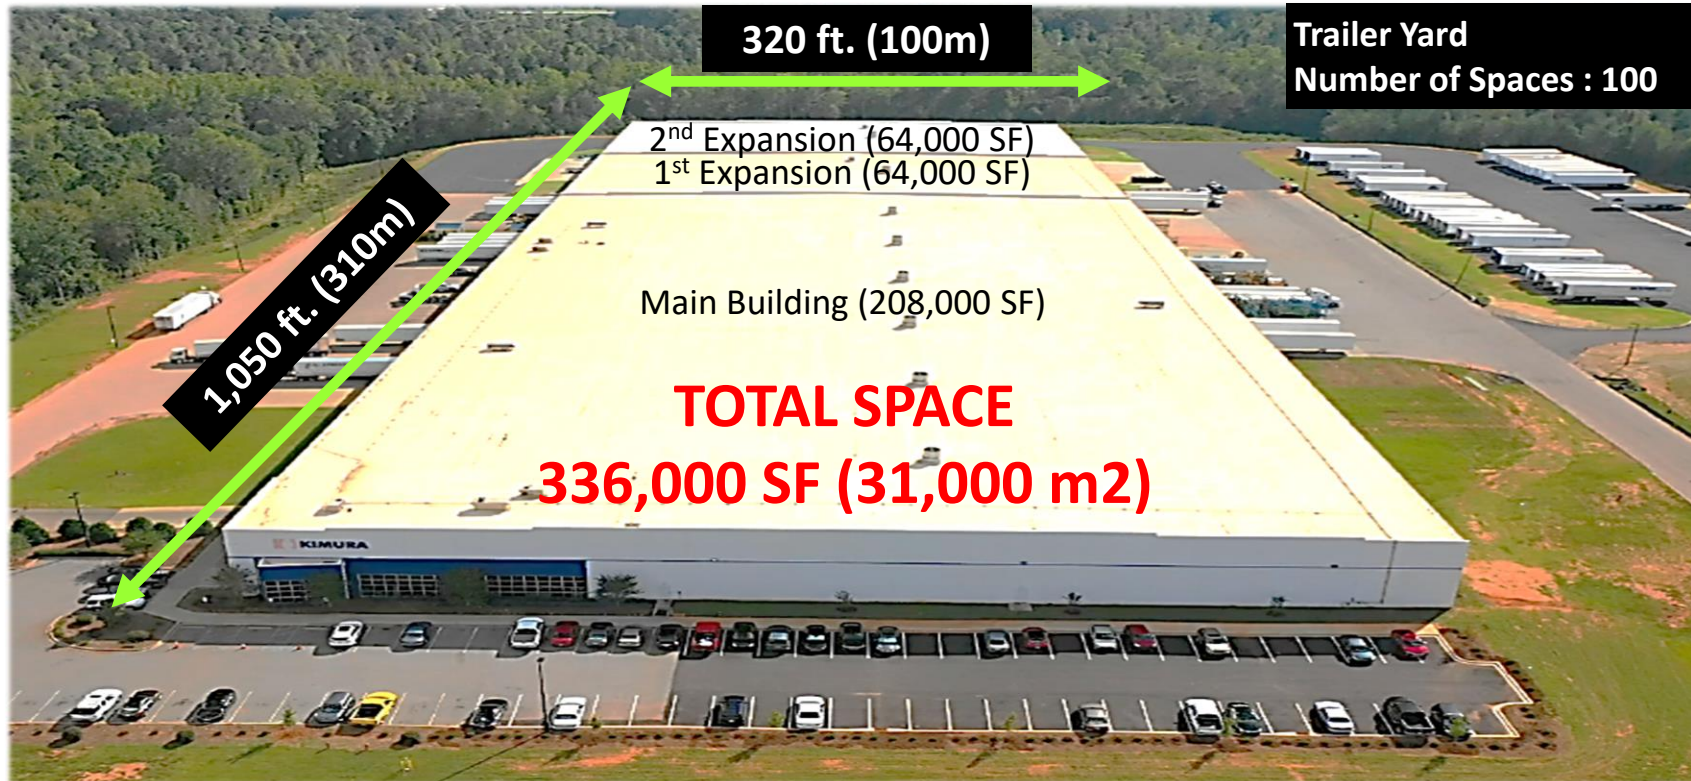 320 ft. (100m)
Trailer Yard
Number of Spaces : 100
2nd Expansion (64,000 SF)
1st Expansion (64,000 SF)
1,050 ft. (310m)
Main Building (208,000 SF)
TOTAL SPACE
336,000 SF (31,000 m2)
KIMURA